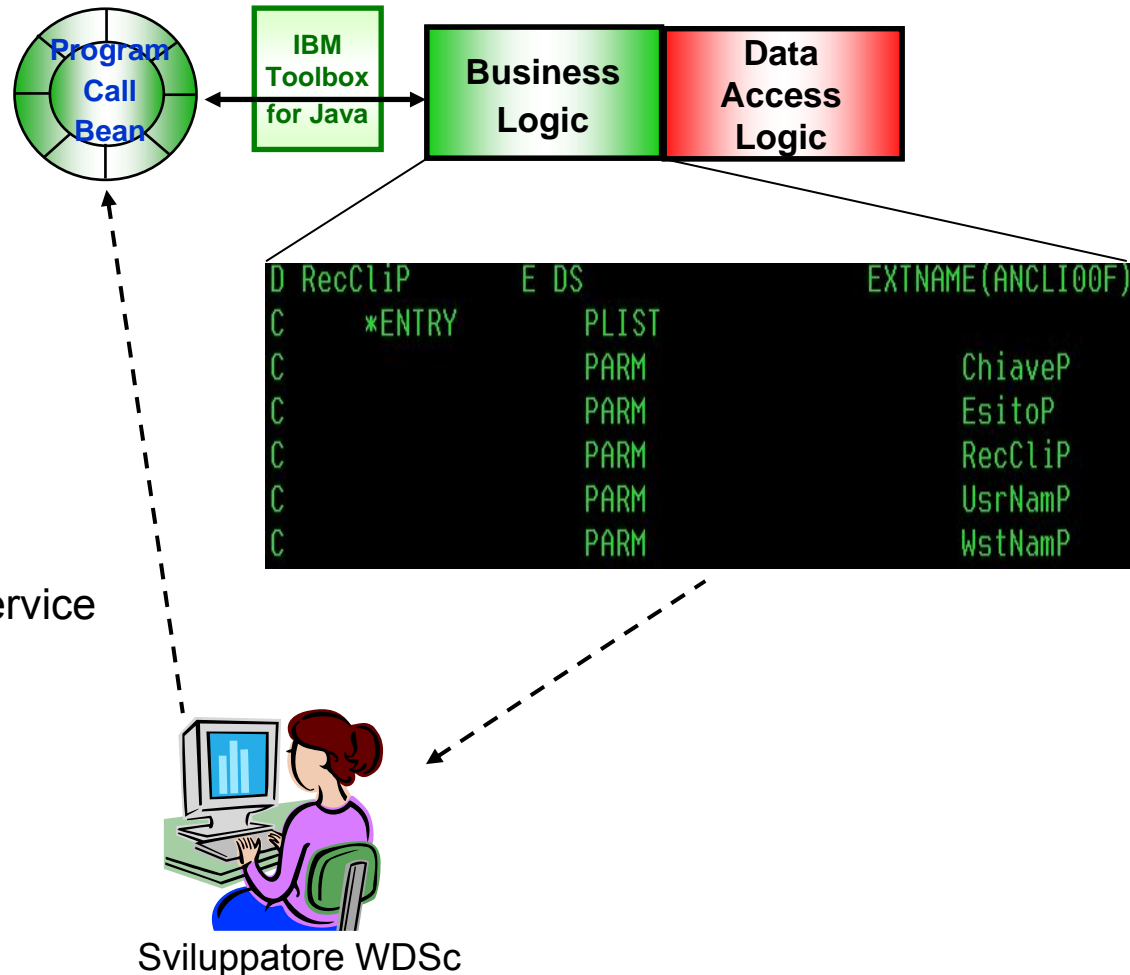 Program
Call
Bean
IBM
Toolbox
for Java
Business
Logic
Data
Access
Logic
D RecCliP E DS EXTNAME(ANCLI00F)
C *ENTRY PLIST
C PARM ChiaveP
C PARM EsitoP
C PARM RecCliP
C PARM UsrNamP
C PARM WstNamP
ervice
Sviluppatore WDSc